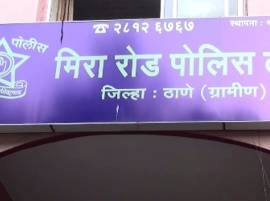 स्थापना :
☎ २८१२ ६७६७
पोलीस
मिरा रोड पोलिस
जिल्हा : ठाणे (ग्रामीण)